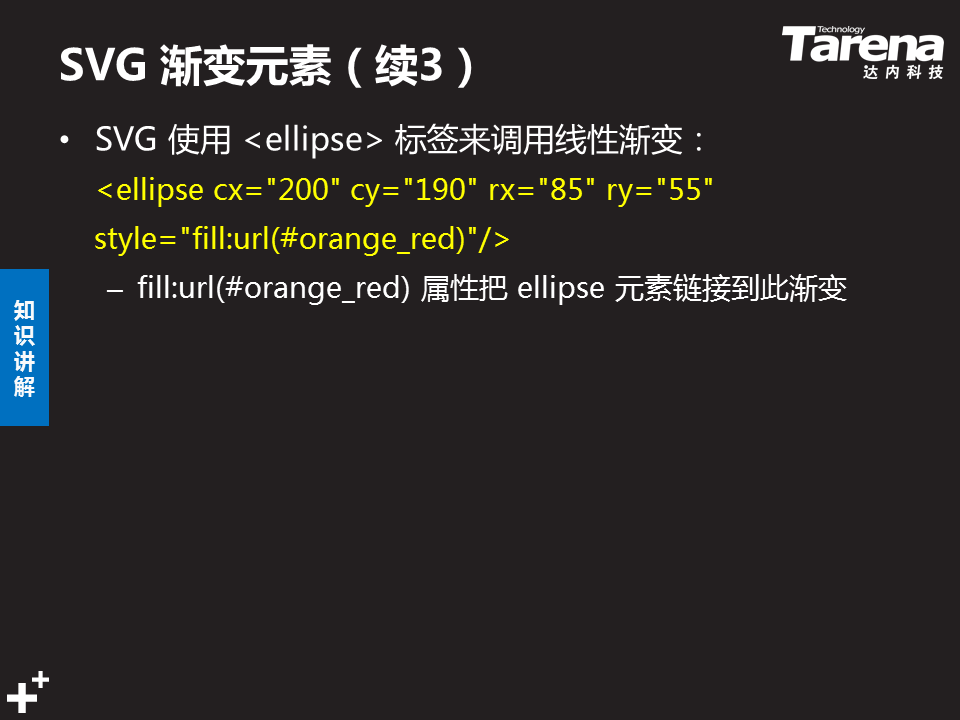 SVG 渐变元素（续3）
Technology
Tarena
达内科技
• SVG 使用 <ellipse> 标签来调用线性渐变：
<ellipse cx="200" cy="190" rx="85" ry="55"
style="fill:url(#orange_red)"/>
– fill:url(#orange_red) 属性把 ellipse 元素链接到此渐变
知
识
讲
解